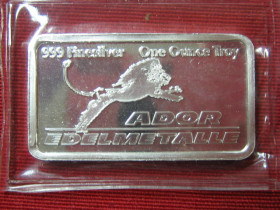 999 Finesilver One Ounce Troy
ADOR
EDELMETALLE